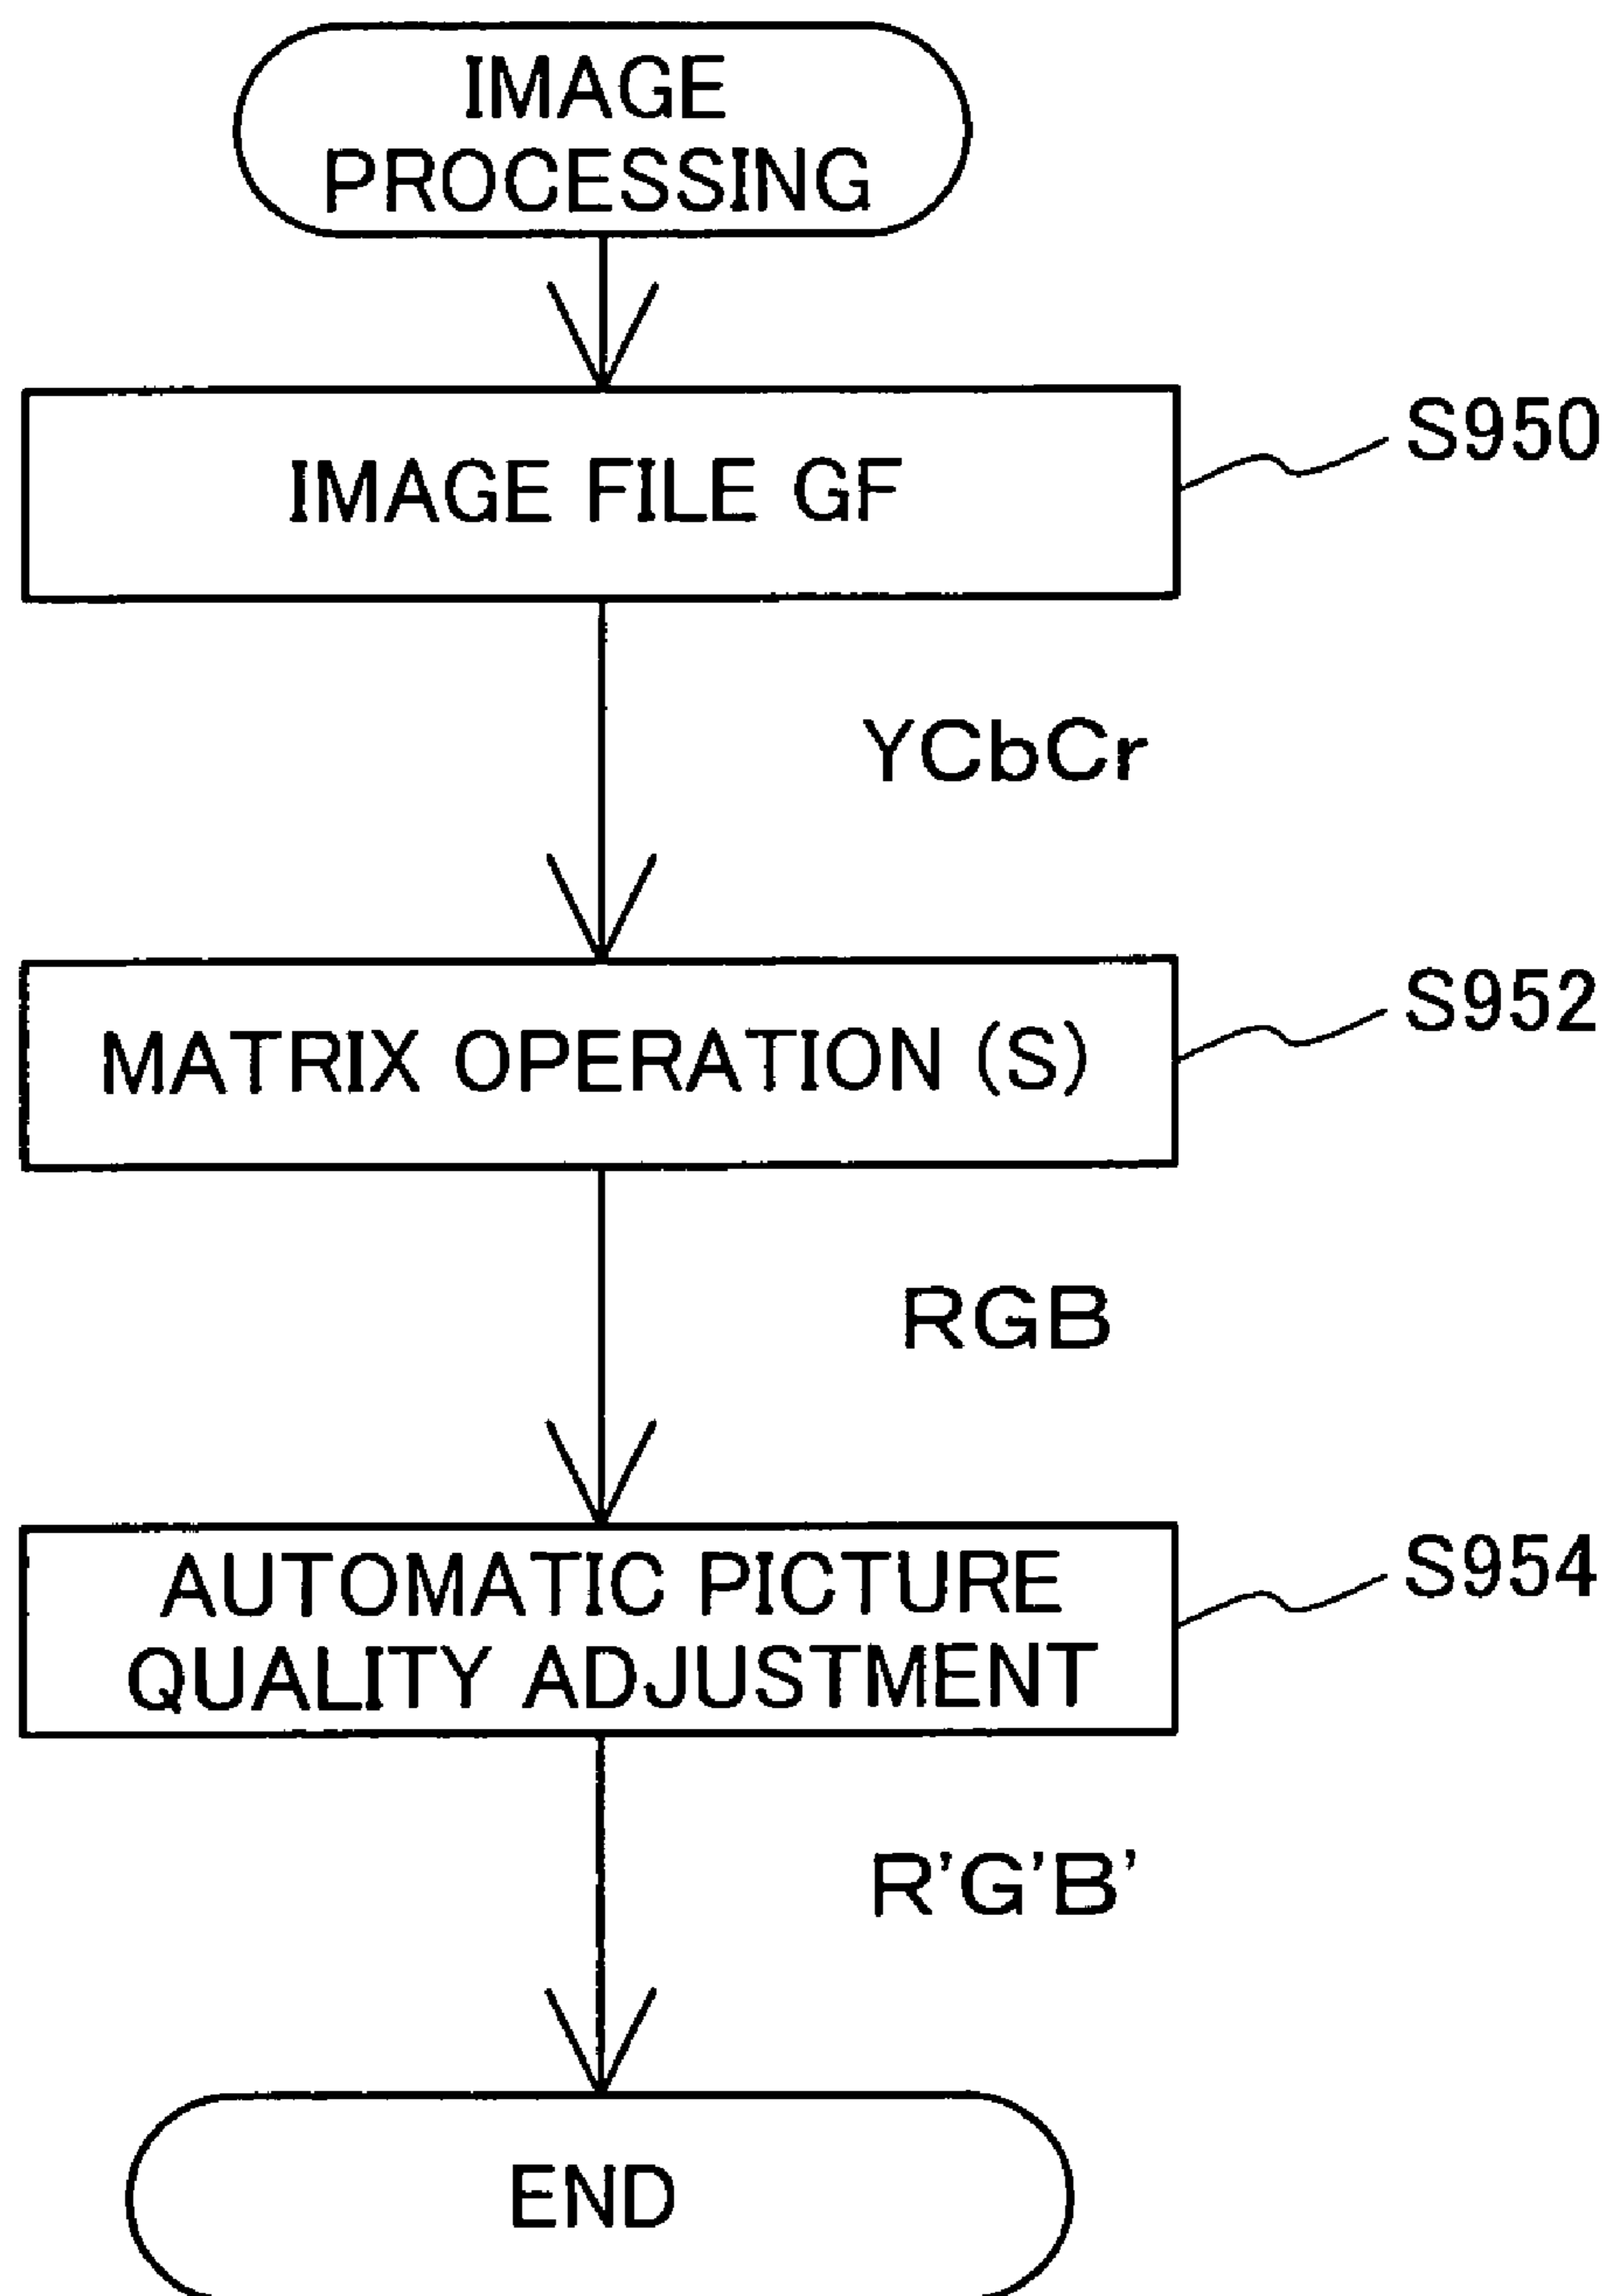 IMAGE
PROCESSING
IMAGE FILE GF
S950
YCbCr
MATRIX OPERATION (S)
S952
RGB
AUTOMATIC PICTURE
QUALITY ADJUSTMENT
S954
R'G'B'
END